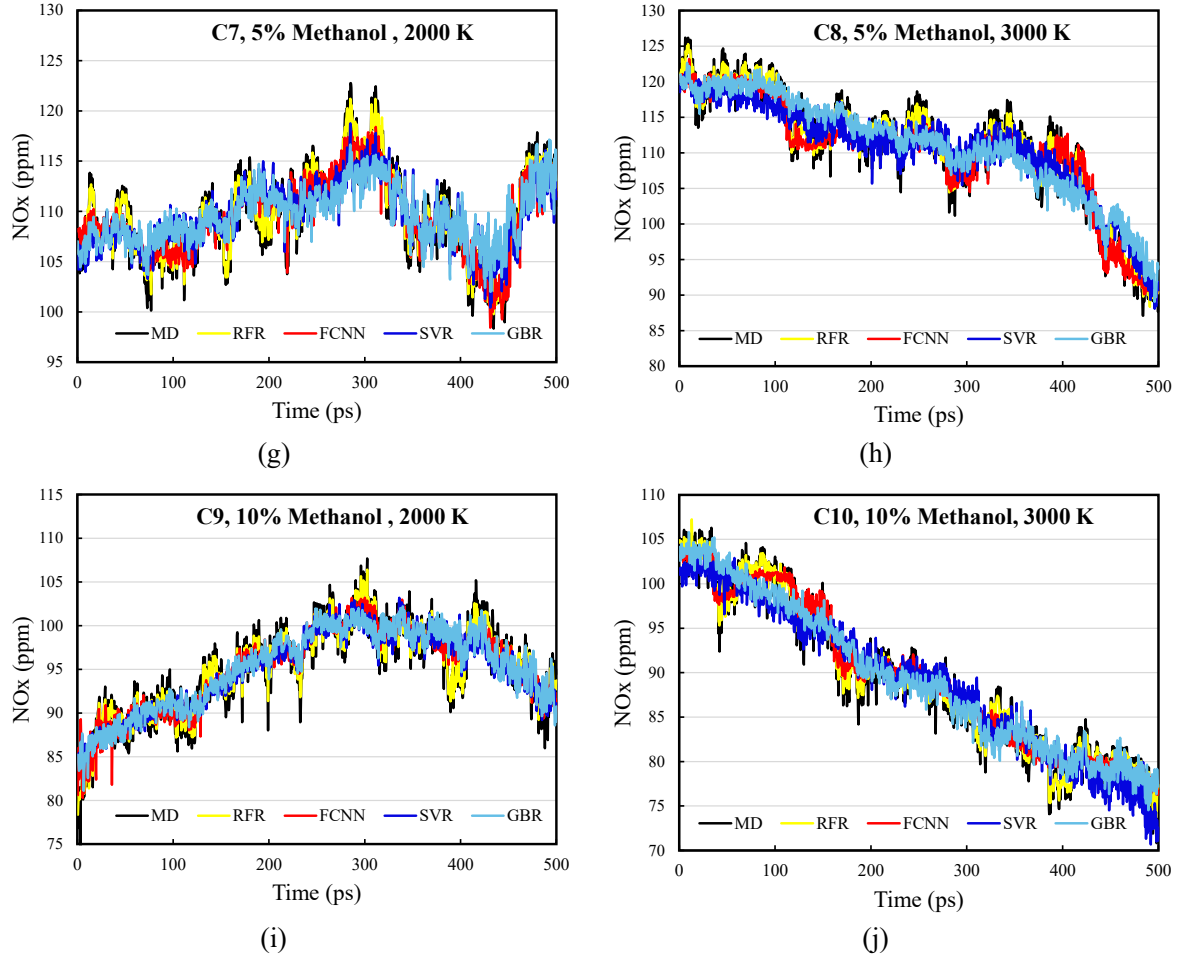 C7, 5% Methanol , 2000 K
NOx (ppm)
130
125
120
115
110
105
100
95
MD RFR FCNN SVR GBR
0 100 200 300 400 500
Time (ps)
(g)
C8, 5% Methanol, 3000 K
NOx (ppm)
130
125
120
115
110
105
100
95
90
85
80
MD RFR FCNN SVR GBR
0 100 200 300 400 500
Time (ps)
(h)
C9, 10% Methanol , 2000 K
NOx (ppm)
115
110
105
100
95
90
85
80
75
MD RFR FCNN SVR GBR
0 100 200 300 400 500
Time (ps)
(i)
C10, 10% Methanol, 3000 K
NOx (ppm)
110
105
100
95
90
85
80
75
70
MD RFR FCNN SVR GBR
0 100 200 300 400 500
Time (ps)
(j)